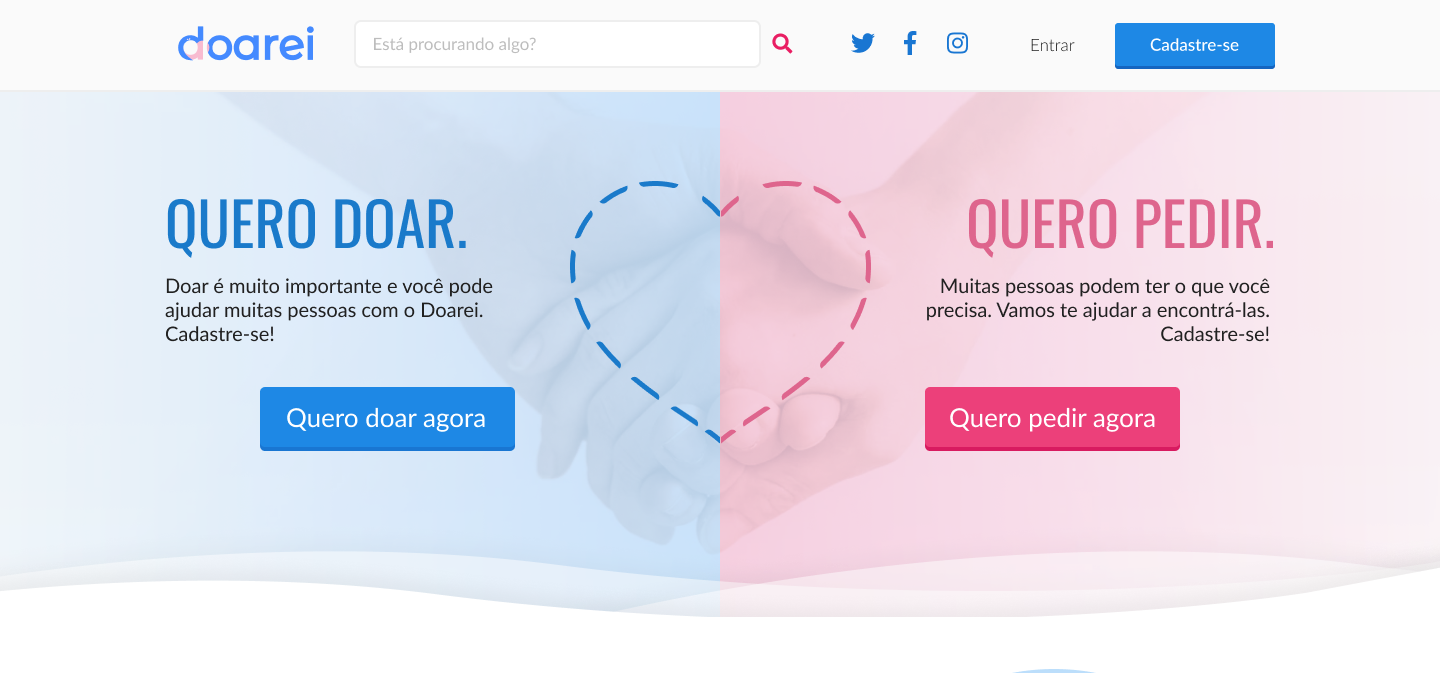 doarei
Está procurando algo?
Entrar
Cadastre-se
QUERO DOAR.
Doar é muito importante e você pode
ajudar muitas pessoas com o Doarei.
Cadastre-se!
Quero doar agora
QUERO PEDIR.
Muitas pessoas podem ter o que você
precisa. Vamos te ajudar a encontrá-las.
Cadastre-se!
Quero pedir agora